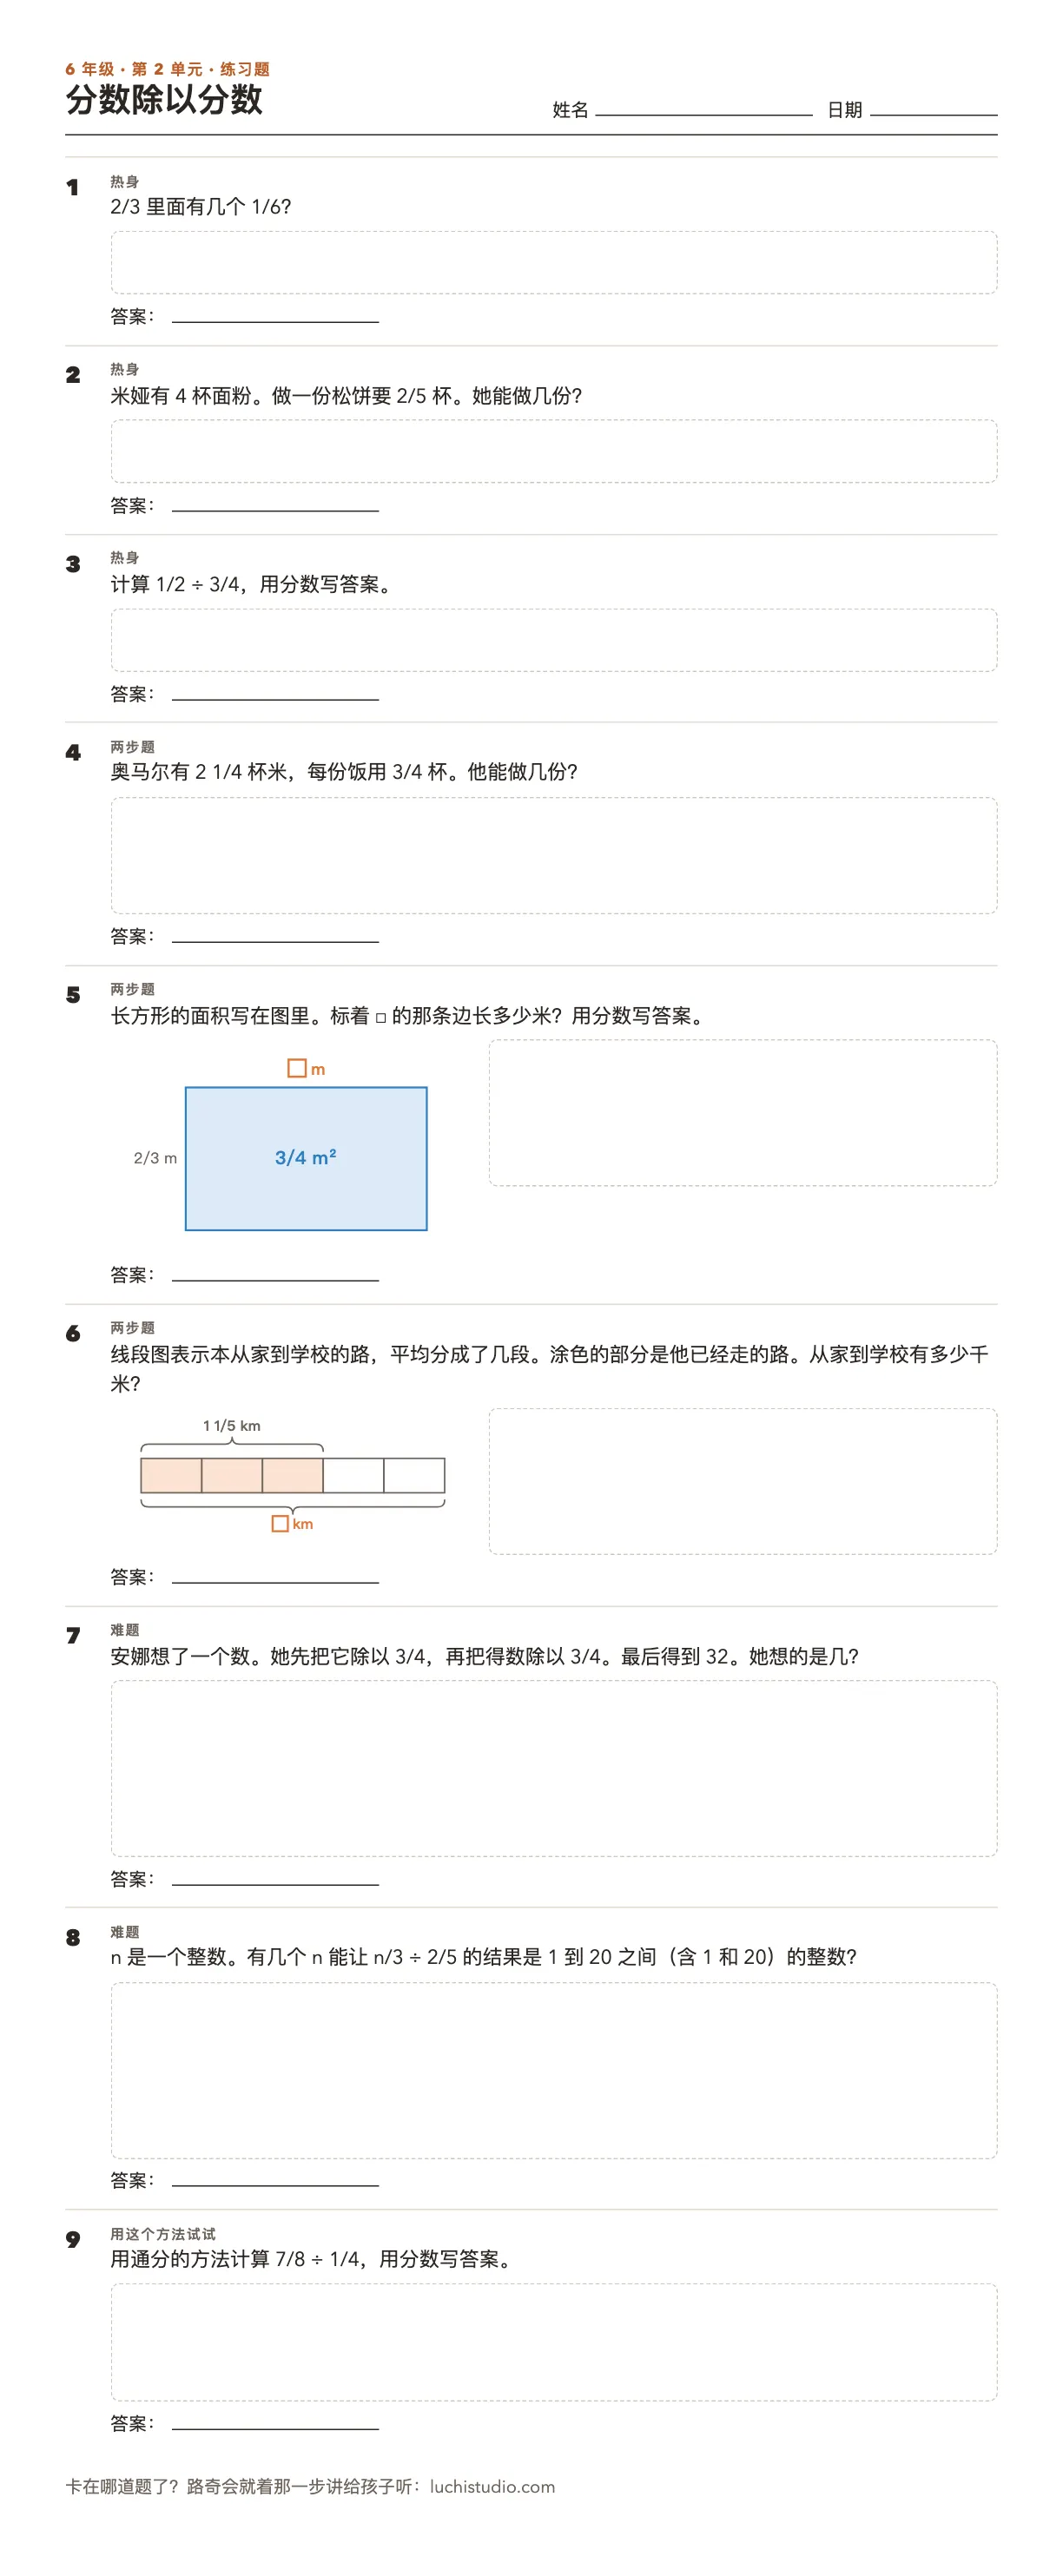 6 年级 · 第 2 单元 · 练习题
分数除以分数
姓名 日期
1
热身
2/3 里面有几个 1/6?
答案：
2
热身
米娅有 4 杯面粉。做一份松饼要 2/5 杯。她能做几份?
答案：
3
热身
计算 1/2 ÷ 3/4，用分数写答案。
答案：
4
两步题
奥马尔有 2 1/4 杯米，每份饭用 3/4 杯。他能做几份?
答案：
5
两步题
长方形的面积写在图里。标着 □ 的那条边长多少米？用分数写答案。
□ m
2/3 m
3/4 m²
答案：
6
两步题
线段图表示本从家到学校的路，平均分成了几段。涂色的部分是他已经走的路。从家到学校有多少千
米?
1 1/5 km
□ km
答案：
7
难题
安娜想了一个数。她先把它除以 3/4，再把得数除以 3/4。最后得到 32。她想的是几?
答案：
8
难题
n 是一个整数。有几个 n 能让 n/3 ÷ 2/5 的结果是 1 到 20 之间（含 1 和 20）的整数?
答案：
9
用这个方法试试
用通分的方法计算 7/8 ÷ 1/4，用分数写答案。
答案：
卡在哪道题了？路奇会就着那一步讲给孩子听：luchistudio.com